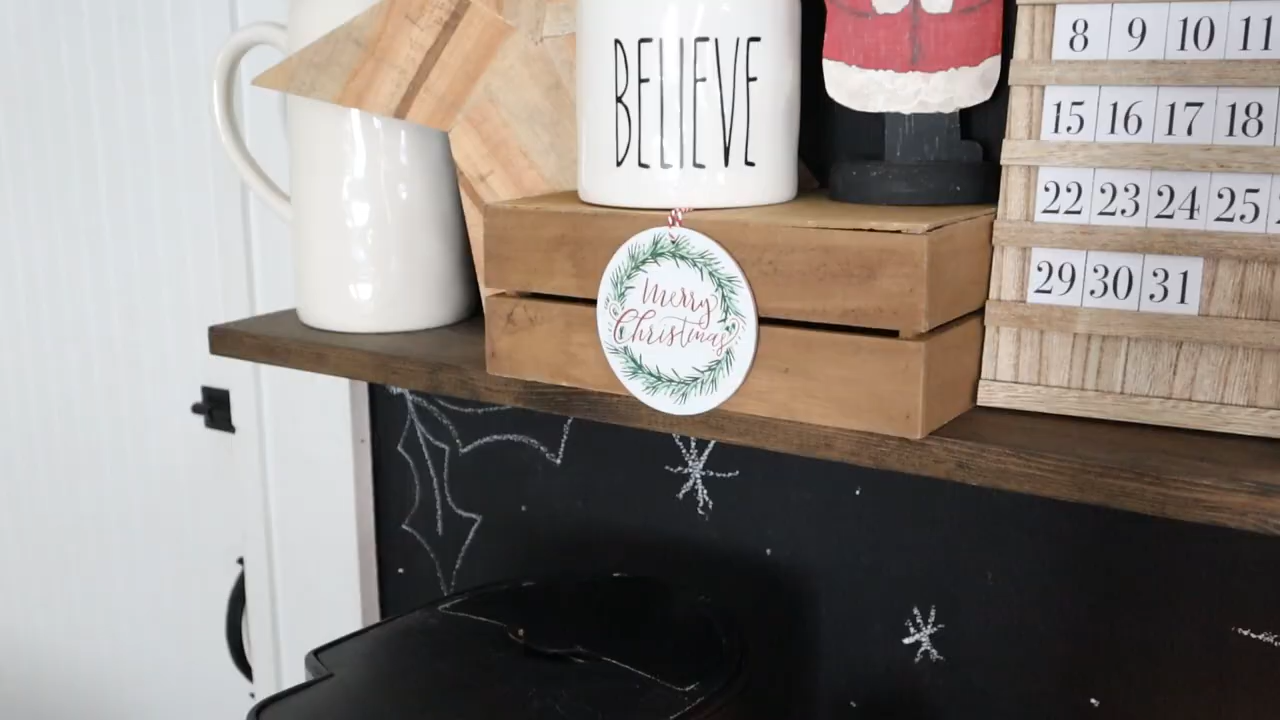 BELIEVE
Merry
Christmas
8 9 10 11
15 16 17 18
22 23 24 25
29 30 31